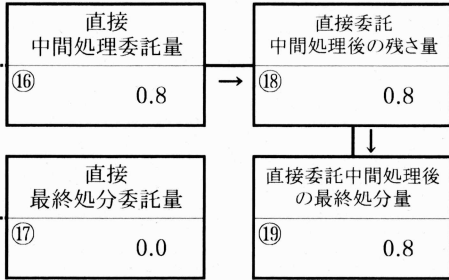 直接
中間処理委託量
⑯
0.8
→
直接委託
中間処理後の残さ量
⑱
0.8
↓
直接
最終処分委託量
⑰
0.0
直接委託中間処理後
の最終処分量
⑲
0.8